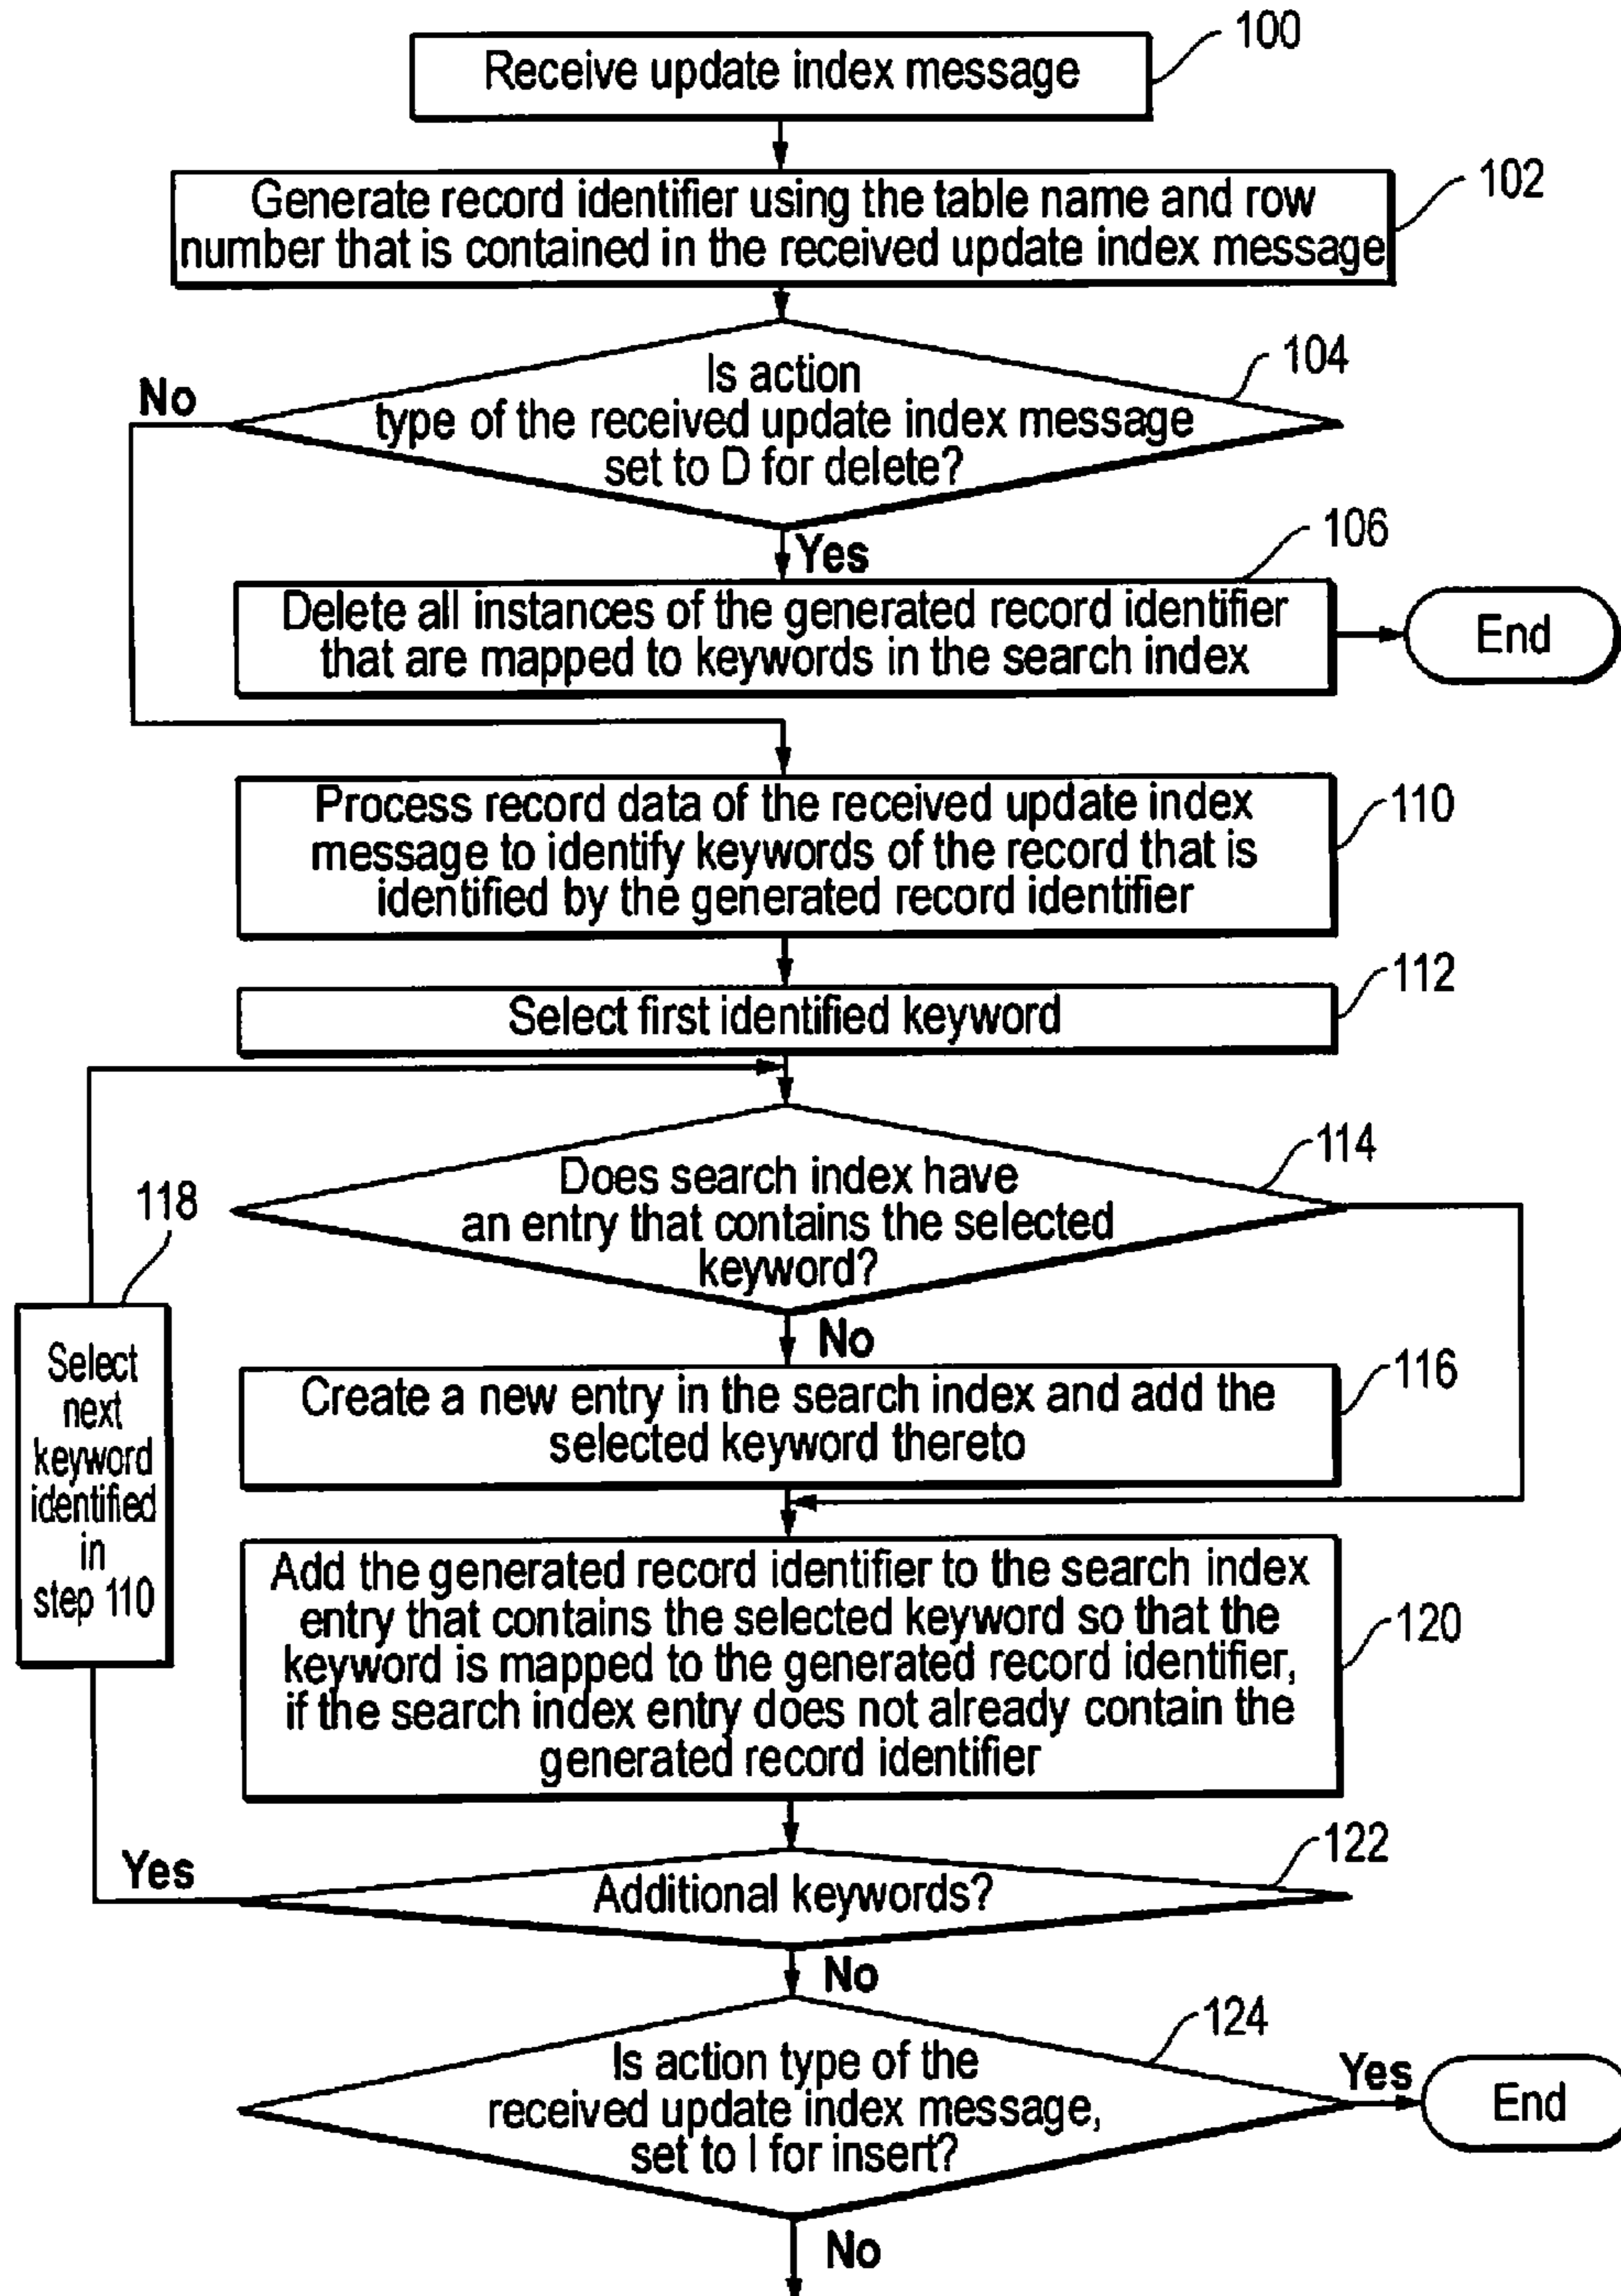 100
Receive update index message
102
Generate record identifier using the table name and row
number that is contained in the received update index message
104
Is action
type of the received update index message
set to D for delete?
No
Yes
106
Delete all instances of the generated record identifier
that are mapped to keywords in the search index
End
Process record data of the received update index
message to identify keywords of the record that is
identified by the generated record identifier
110
112
Select first identified keyword
114
Does search index have
an entry that contains the selected
keyword?
118
Select
next
keyword
identified
in
step 110
No
116
Create a new entry in the search index and add the
selected keyword thereto
Add the generated record identifier to the search index
entry that contains the selected keyword so that the
keyword is mapped to the generated record identifier,
if the search index entry does not already contain the
generated record identifier
120
122
Yes
Additional keywords?
No
124
Is action type of the
received update index message,
set to I for insert?
Yes
End
No